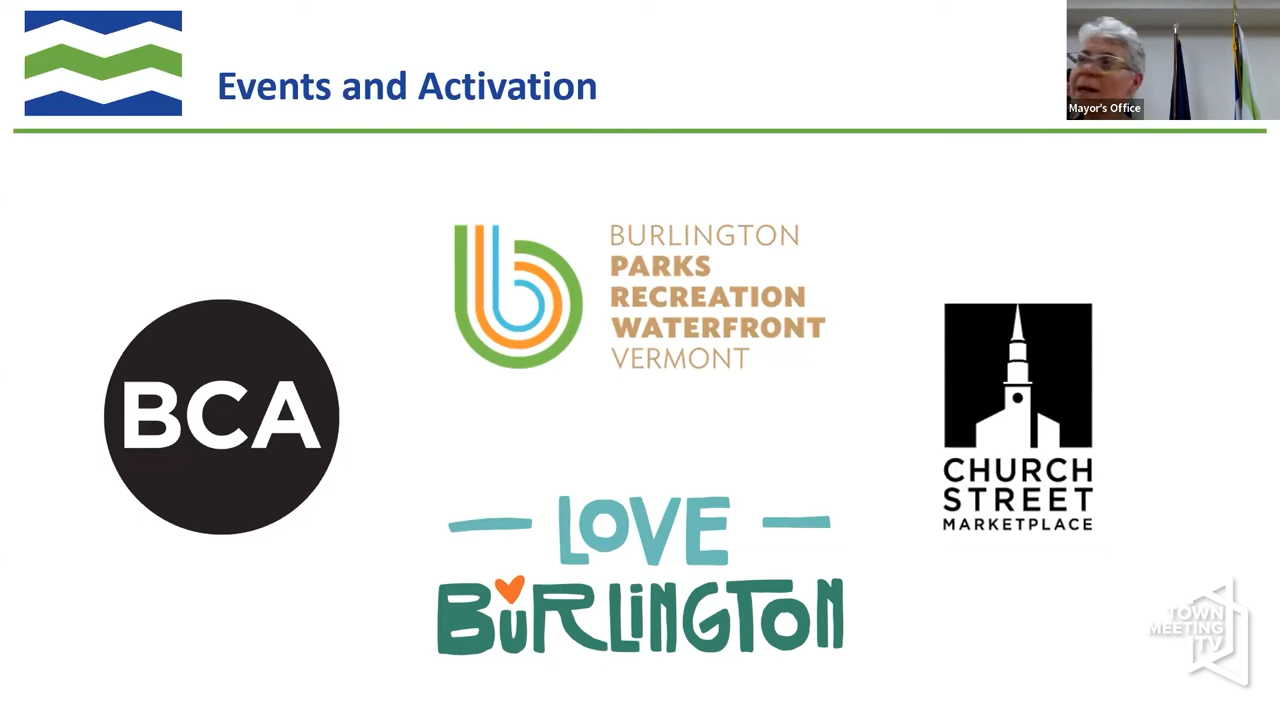 Events and Activation
Mayor's Office
BURLINGTON
PARKS
RECREATION
WATERFRONT
VERMONT
BCA
CHURCH
STREET
MARKETPLACE
LOVE
BURLINGTON
TOWN
MEETING
TV